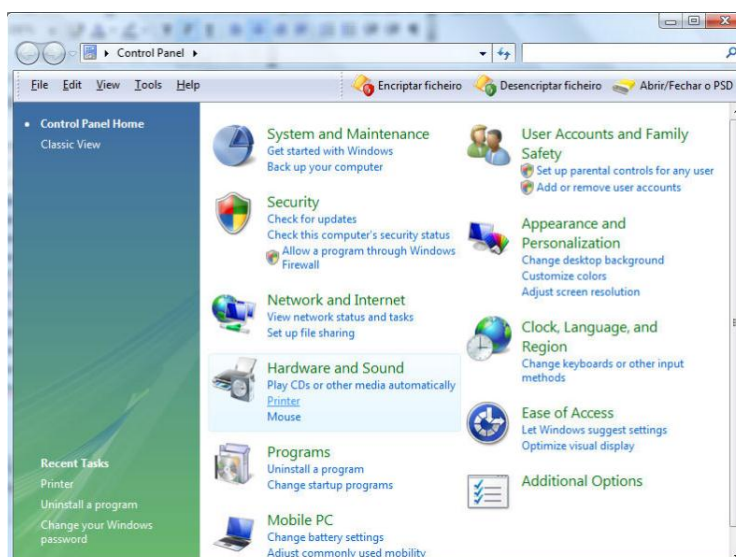 Control Panel
File Edit View Tools Help
Encriptar ficheiro Desencriptar ficheiro Abrir/Fechar o PSD
Control Panel Home
Classic View
System and Maintenance
Get started with Windows
Back up your computer
Security
Check for updates
Check this computer's security status
Allow a program through Windows
Firewall
Network and Internet
View network status and tasks
Set up file sharing
Hardware and Sound
Play CDs or other media automatically
Printer
Mouse
Programs
Uninstall a program
Change startup programs
Mobile PC
Change battery settings
Adjust commonly used mobility
User Accounts and Family
Safety
Set up parental controls for any user
Add or remove user accounts
Appearance and
Personalization
Change desktop background
Customize colors
Adjust screen resolution
Clock, Language, and
Region
Change keyboards or other input
methods
Ease of Access
Let Windows suggest settings
Optimize visual display
Additional Options
Recent Tasks
Printer
Uninstall a program
Change your Windows
password